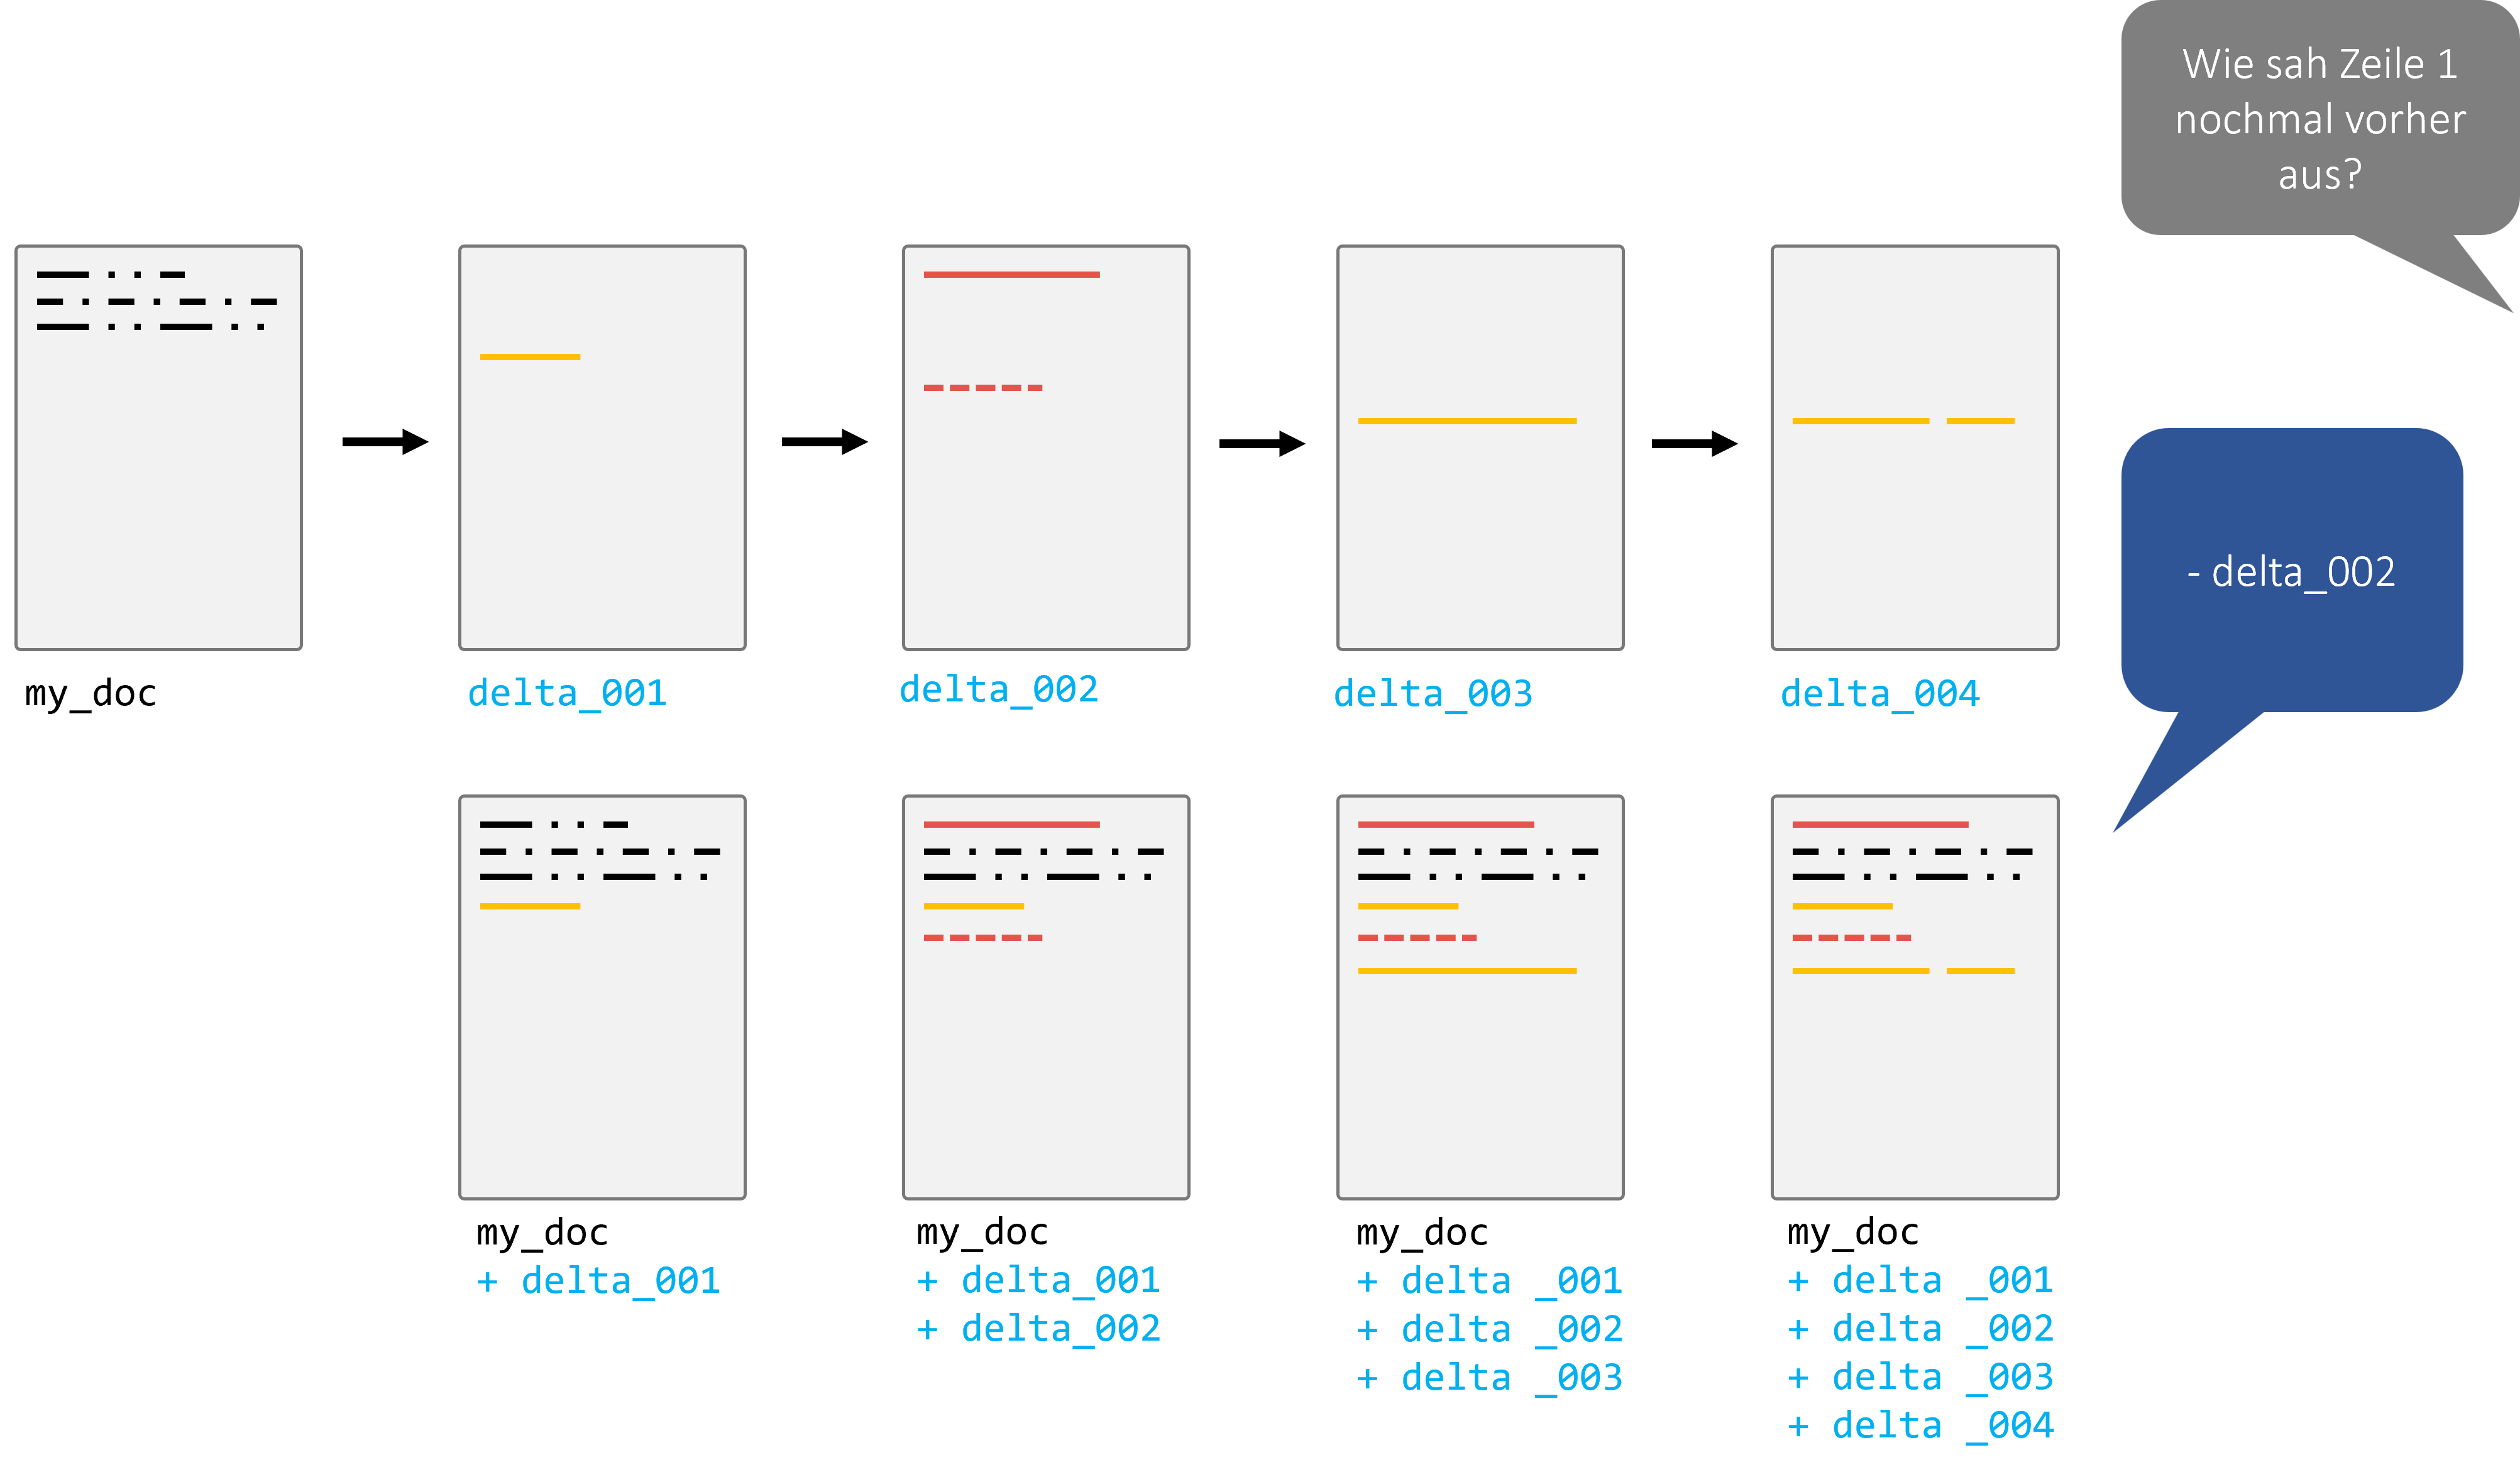 Wie sah Zeile 1
nochmal vorher
aus?
- delta_002
my_doc
delta_001
delta_002
delta_003
delta_004
my_doc
+ delta_001
my_doc
+ delta_001
+ delta_002
my_doc
+ delta _001
+ delta _002
+ delta _003
my_doc
+ delta _001
+ delta _002
+ delta _003
+ delta _004